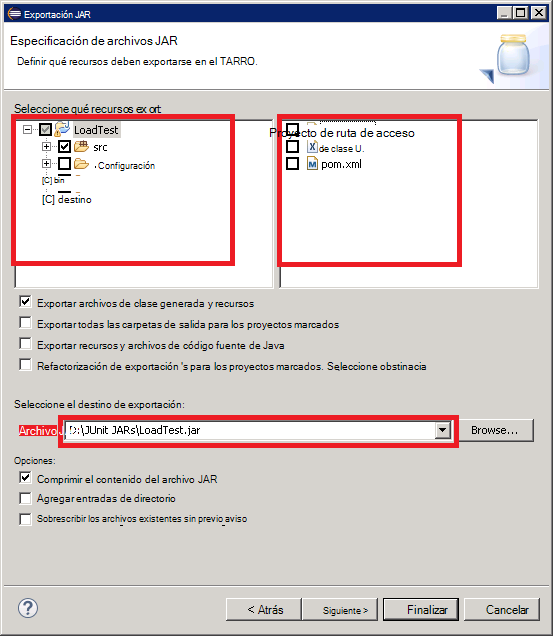 Exportación JAR
Especificación de archivos JAR
Definir qué recursos deben exportarse en el TARRO.
Seleccione qué recursos export:
LoadTest
src
.Configuración
[C] bin
[C] destino
Proyecto de ruta de acceso
de clase U.
pom.xml
Exportar archivos de clase generada y recursos
Exportar todas las carpetas de salida para los proyectos marcados
Exportar recursos y archivos de código fuente de Java
Refactorización de exportación 's para los proyectos marcados. Seleccione obstinacia
Seleccione el destino de exportación:
Archivo D:\JUnit JARs\LoadTest.jar Browse...
Opciones:
Comprimir el contenido del archivo JAR
Agregar entradas de directorio
Sobrescribir los archivos existentes sin previo aviso
< Atrás Siguiente > Finalizar Cancelar